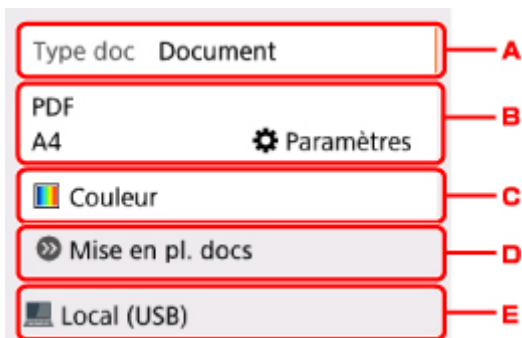 Type doc Document A
PDF
B
A4 Paramètres
Couleur C
Mise en pl. docs D
Local (USB) E